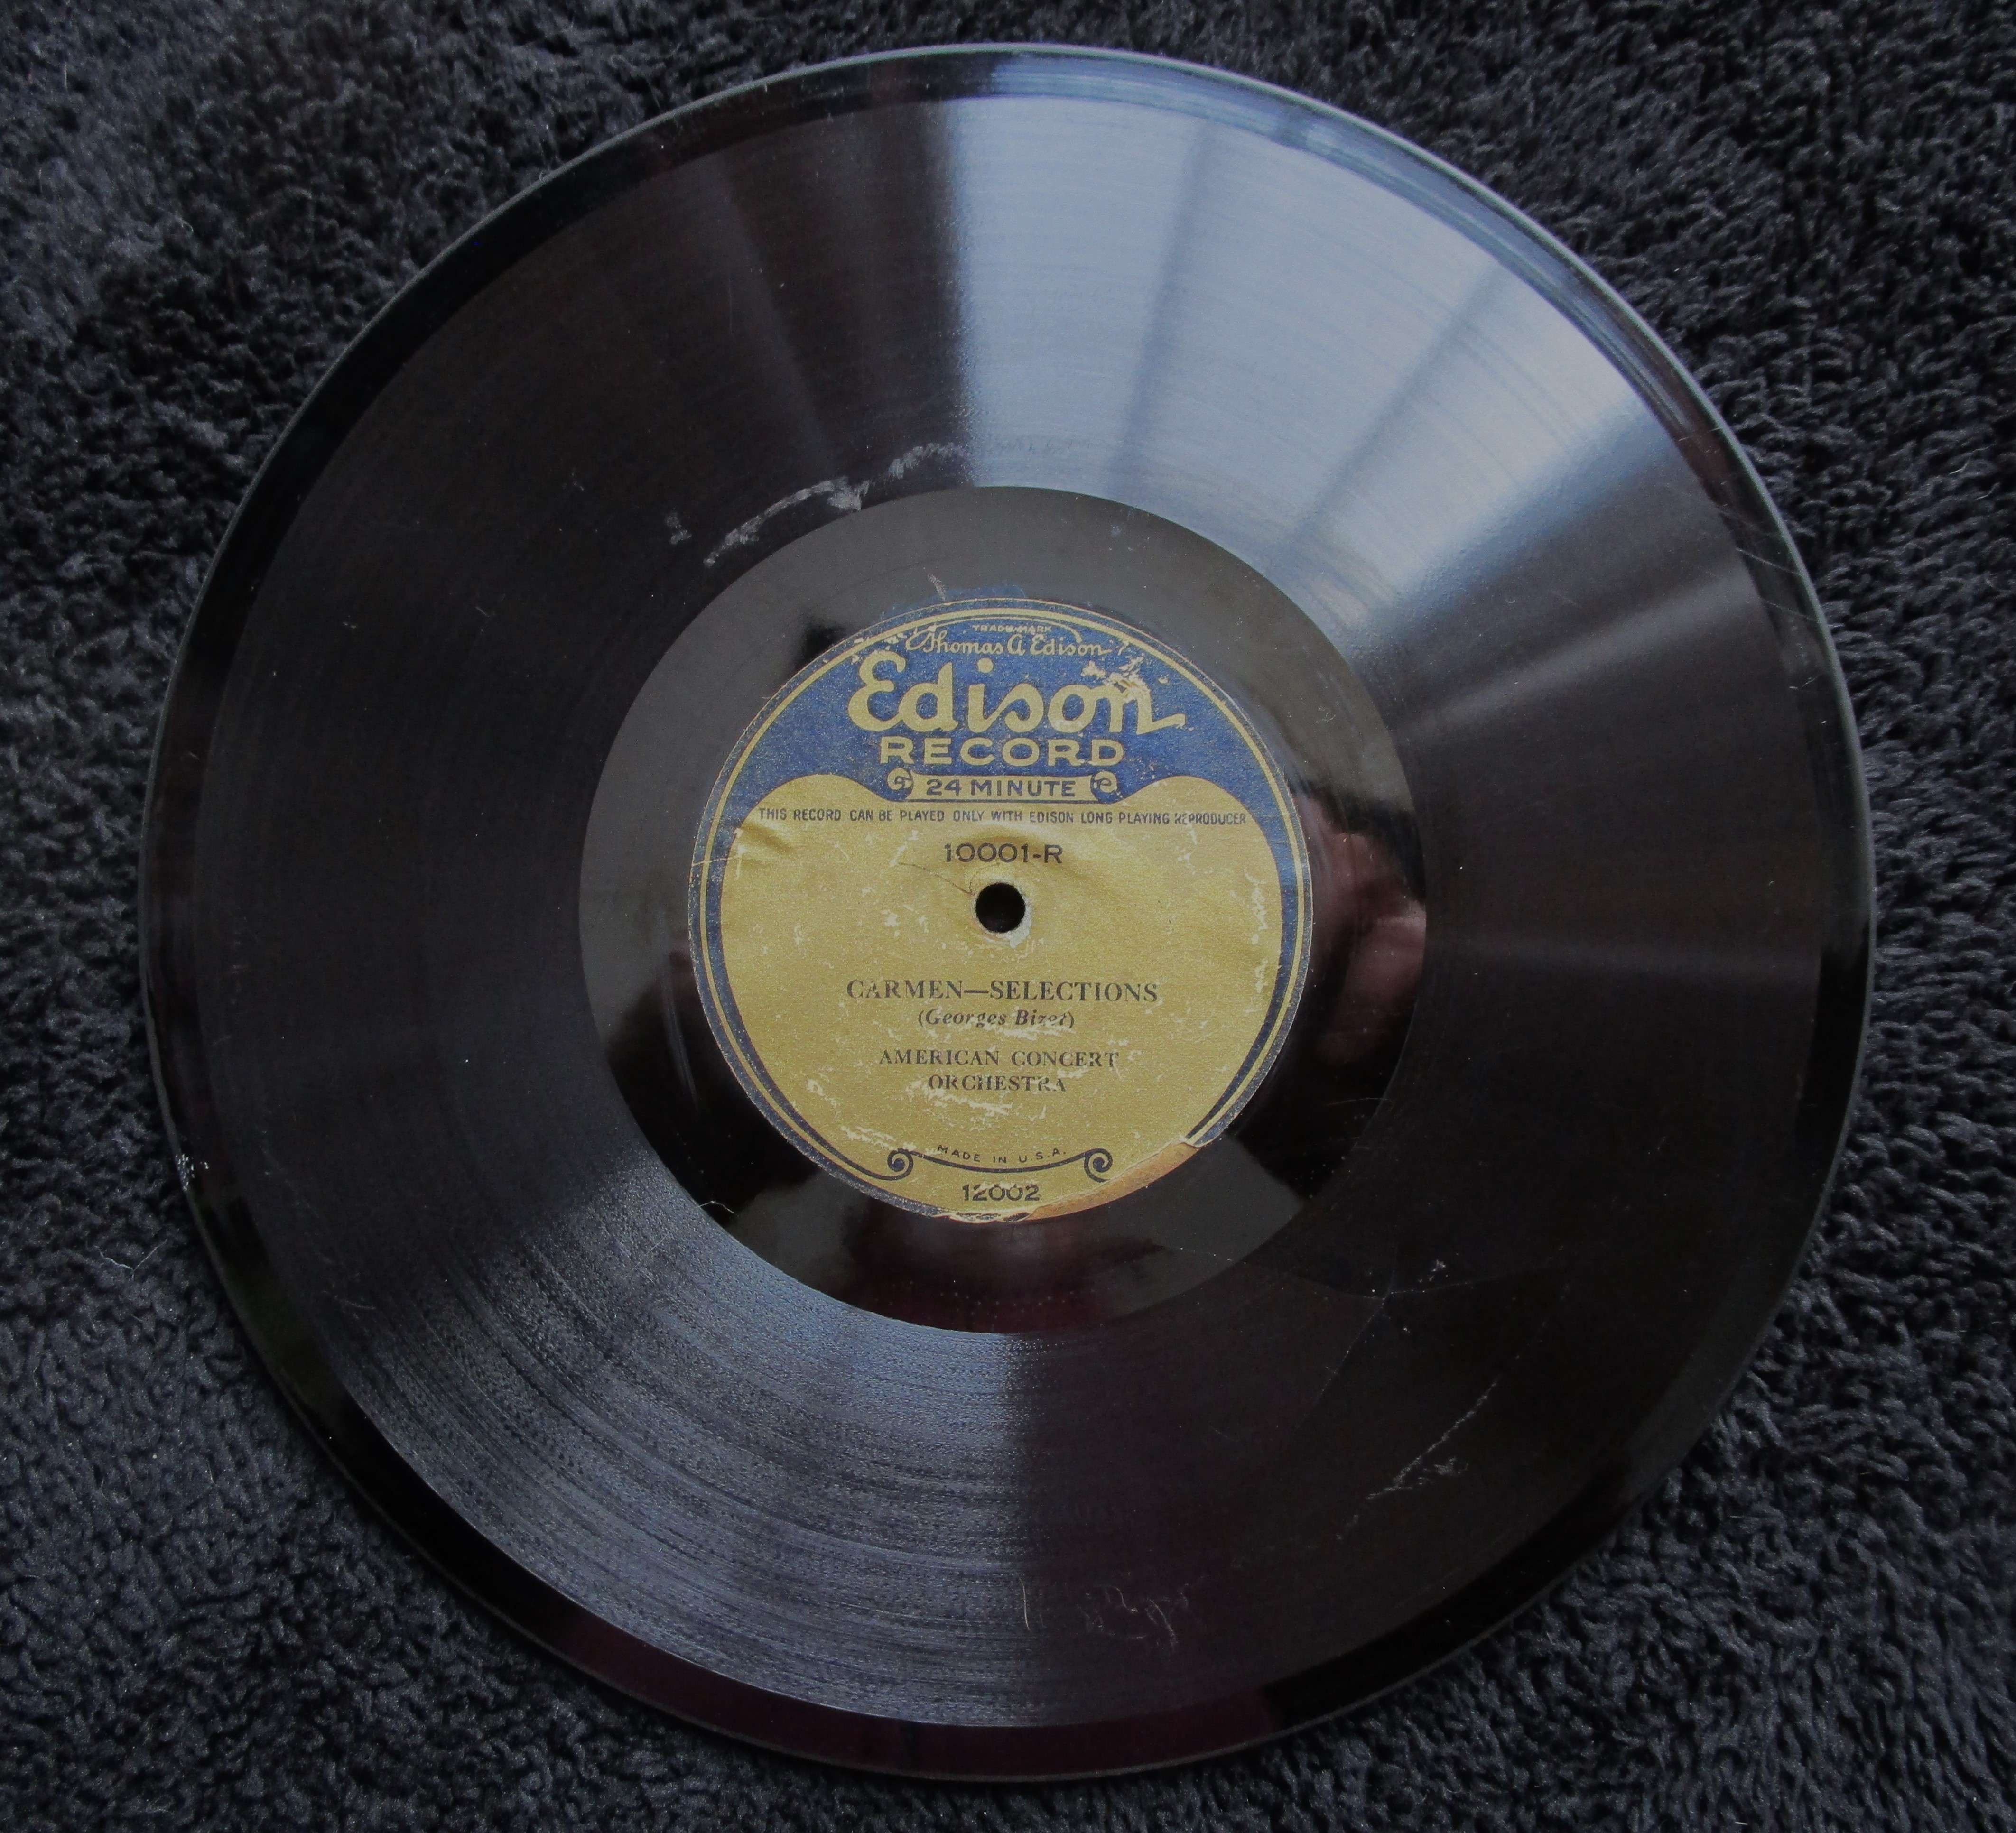 TRADE MARK
Thomas A Edison
Edison
RECORD
24 MINUTE
THIS RECORD CAN BE PLAYED ONLY WITH EDISON LONG PLAYING REPRODUCER
10001-R
CARMEN—SELECTIONS
(Georges Bizet)
AMERICAN CONCERT
ORCHESTRA
MADE IN U.S.A.
12002